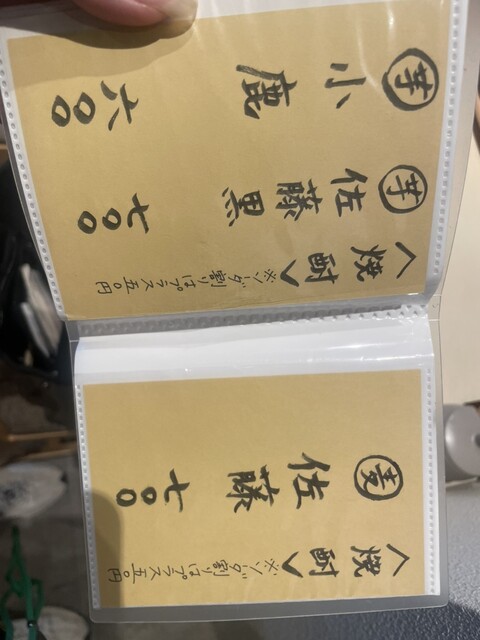 〈焼酎〉
※ソーダ割りはプラス五〇円
芋 佐藤黒 七〇〇
芋 小鹿 六〇〇
〈焼酎〉
※ソーダ割りはプラス五〇円
麦 佐藤 七〇〇